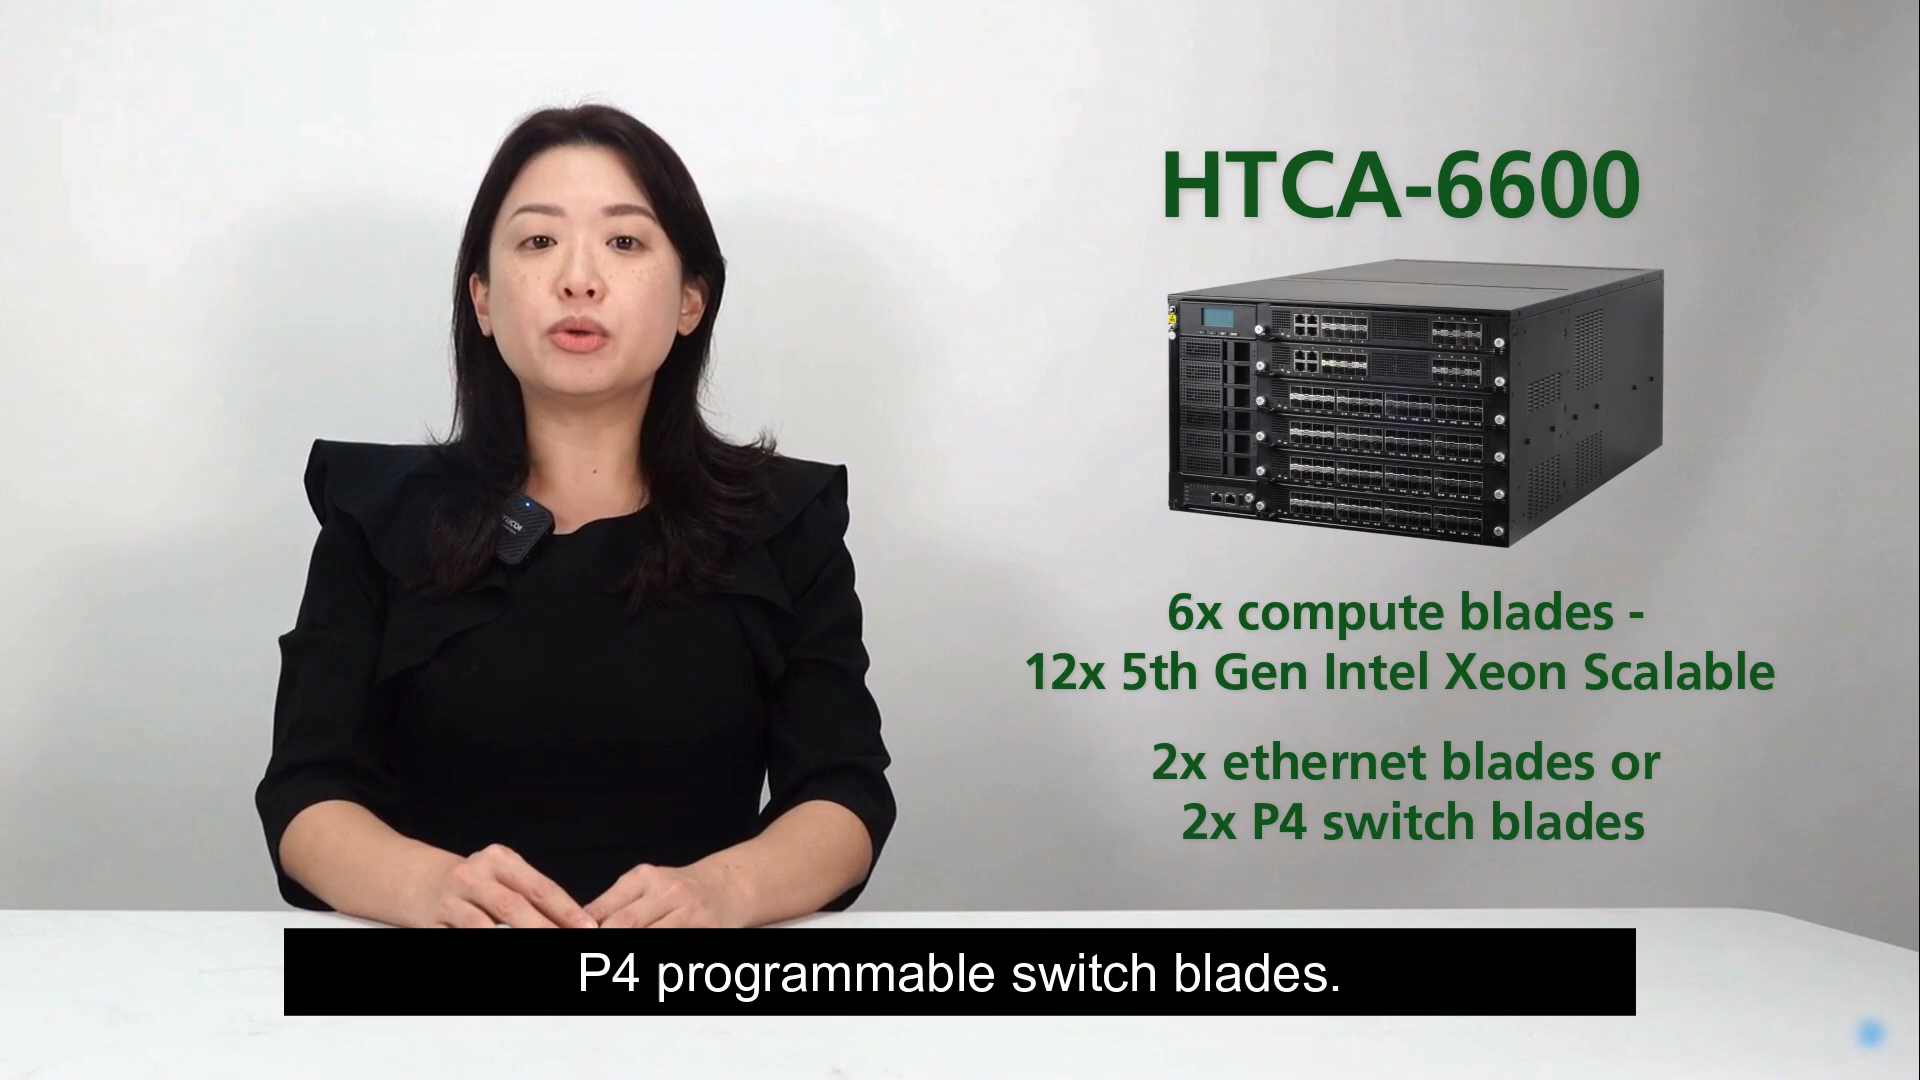 HTCA-6600
6x compute blades -
12x 5th Gen Intel Xeon Scalable
2x ethernet blades or
2x P4 switch blades
P4 programmable switch blades.